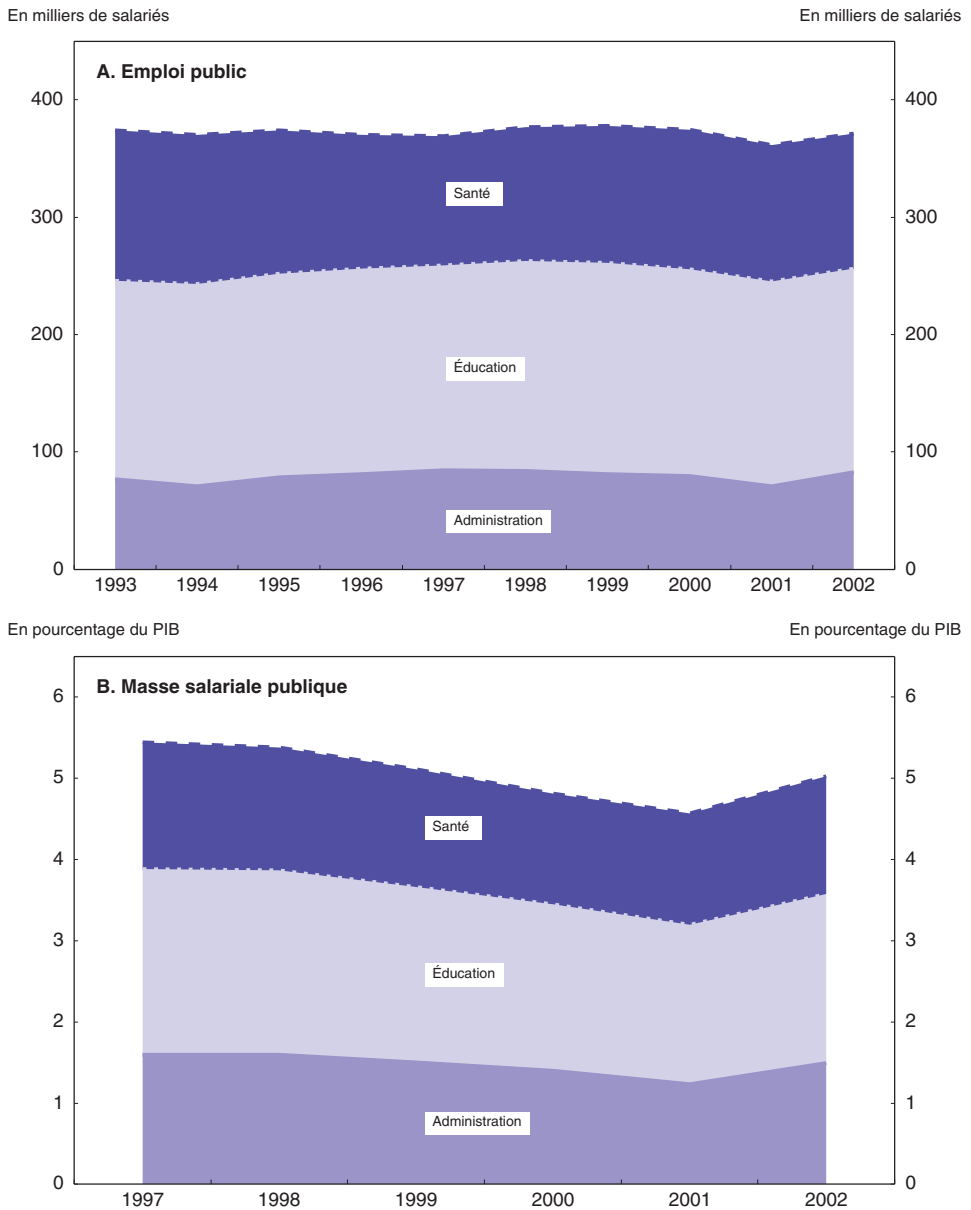 En milliers de salariés En milliers de salariés
A. Emploi public
400 400
Santé
300 300
200 200
Éducation
100 100
Administration
0 0
1993 1994 1995 1996 1997 1998 1999 2000 2001 2002
En pourcentage du PIB En pourcentage du PIB
B. Masse salariale publique
6 6
5 5
Santé
4 4
3 3
Éducation
2 2
1 1
Administration
0 0
1997 1998 1999 2000 2001 2002